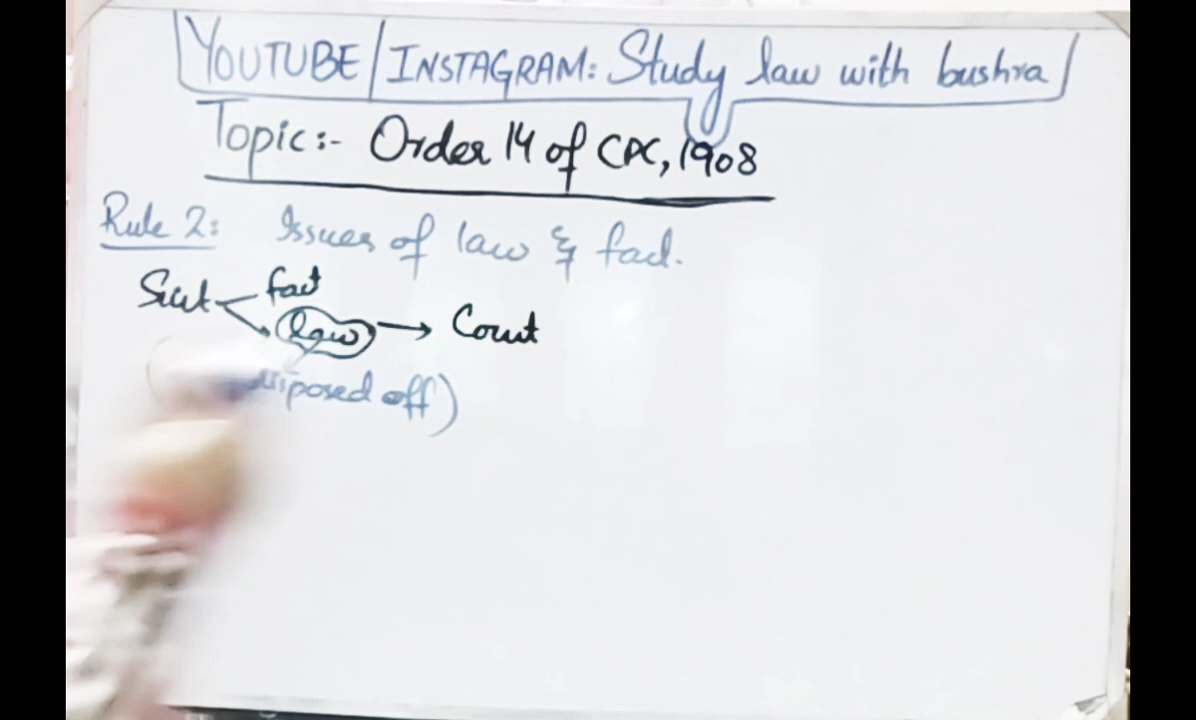 YOUTUBE/INSTAGRAM: Study law with bushra
Topic:- Order 14 of CPC, 1908
Rule 2: Issues of law & fact.
Suit fact
law → Court
disposed off)